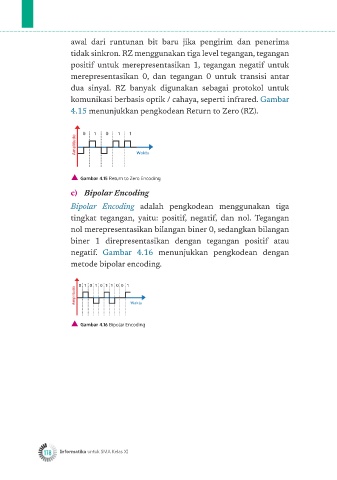 awal dari runtunan bit baru jika pengirim dan penerima
tidak sinkron. RZ menggunakan tiga level tegangan, tegangan
positif untuk merepresentasikan 1, tegangan negatif untuk
merepresentasikan 0, dan tegangan 0 untuk transisi antar
dua sinyal. RZ banyak digunakan sebagai protokol untuk
komunikasi berbasis optik / cahaya, seperti infrared. Gambar
4.15 menunjukkan pengkodean Return to Zero (RZ).
0 1 0 1 1
Amplitudo
Waktu
Gambar 4.15 Return to Zero Encoding
c) Bipolar Encoding
Bipolar Encoding adalah pengkodean menggunakan tiga
tingkat tegangan, yaitu: positif, negatif, dan nol. Tegangan
nol merepresentasikan bilangan biner 0, sedangkan bilangan
biner 1 direpresentasikan dengan tegangan positif atau
negatif. Gambar 4.16 menunjukkan pengkodean dengan
metode bipolar encoding.
0 1 0 1 0 1 1 0 0 1
Amplitudo
Waktu
Gambar 4.16 Bipolar Encoding
178 Informatika untuk SMA Kelas XI